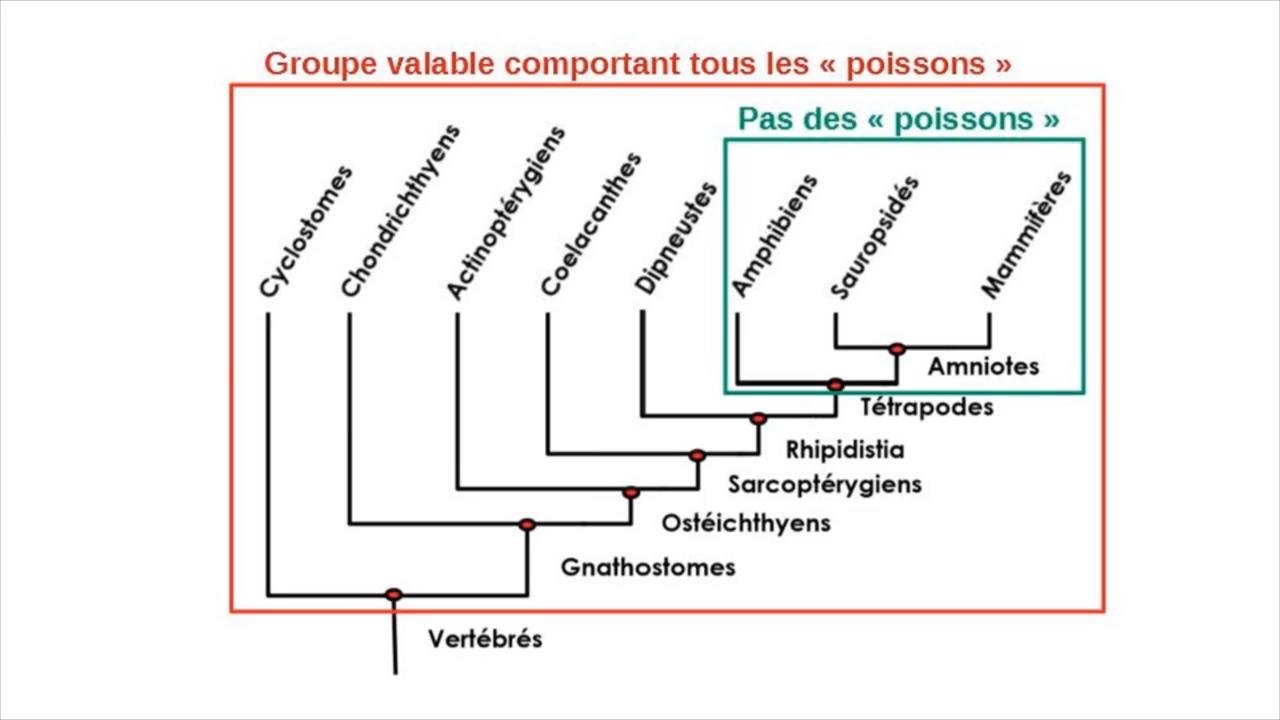 Groupe valable comportant tous les « poissons »
Pas des « poissons »
Cyclostomes
Chondrichthyens
Actinoptérygiens
Coelacanthes
Dipneustes
Amphibiens
Sauropsidés
Mammifères
Amniotes
Tétrapodes
Rhipidistia
Sarcoptérygiens
Ostéichthyens
Gnathostomes
Vertébrés